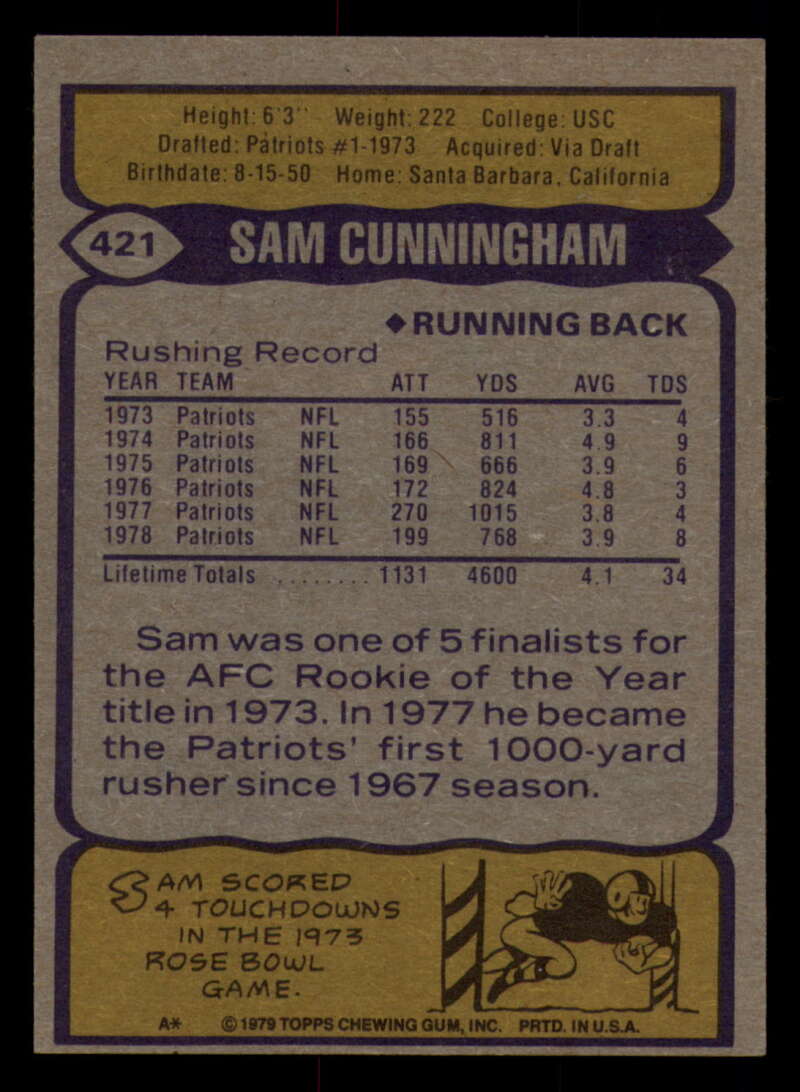 Height: 6'3" Weight: 222 College: USC
Drafted: Patriots #1-1973 Acquired: Via Draft
Birthdate: 8-15-50 Home: Santa Barbara, California
421 SAM CUNNINGHAM
◆RUNNING BACK
Rushing Record
YEAR TEAM ATT YDS AVG TDS
1973 Patriots NFL 155 516 3.3 4
1974 Patriots NFL 166 811 4.9 9
1975 Patriots NFL 169 666 3.9 6
1976 Patriots NFL 172 824 4.8 3
1977 Patriots NFL 270 1015 3.8 4
1978 Patriots NFL 199 768 3.9 8
Lifetime Totals ........ 1131 4600 4.1 34
Sam was one of 5 finalists for
the AFC Rookie of the Year
title in 1973. In 1977 he became
the Patriots' first 1000-yard
rusher since 1967 season.
SAM SCORED
4 TOUCHDOWNS
IN THE 1973
ROSE BOWL
GAME.
A* © 1979 TOPPS CHEWING GUM, INC. PRTD. IN U.S.A.